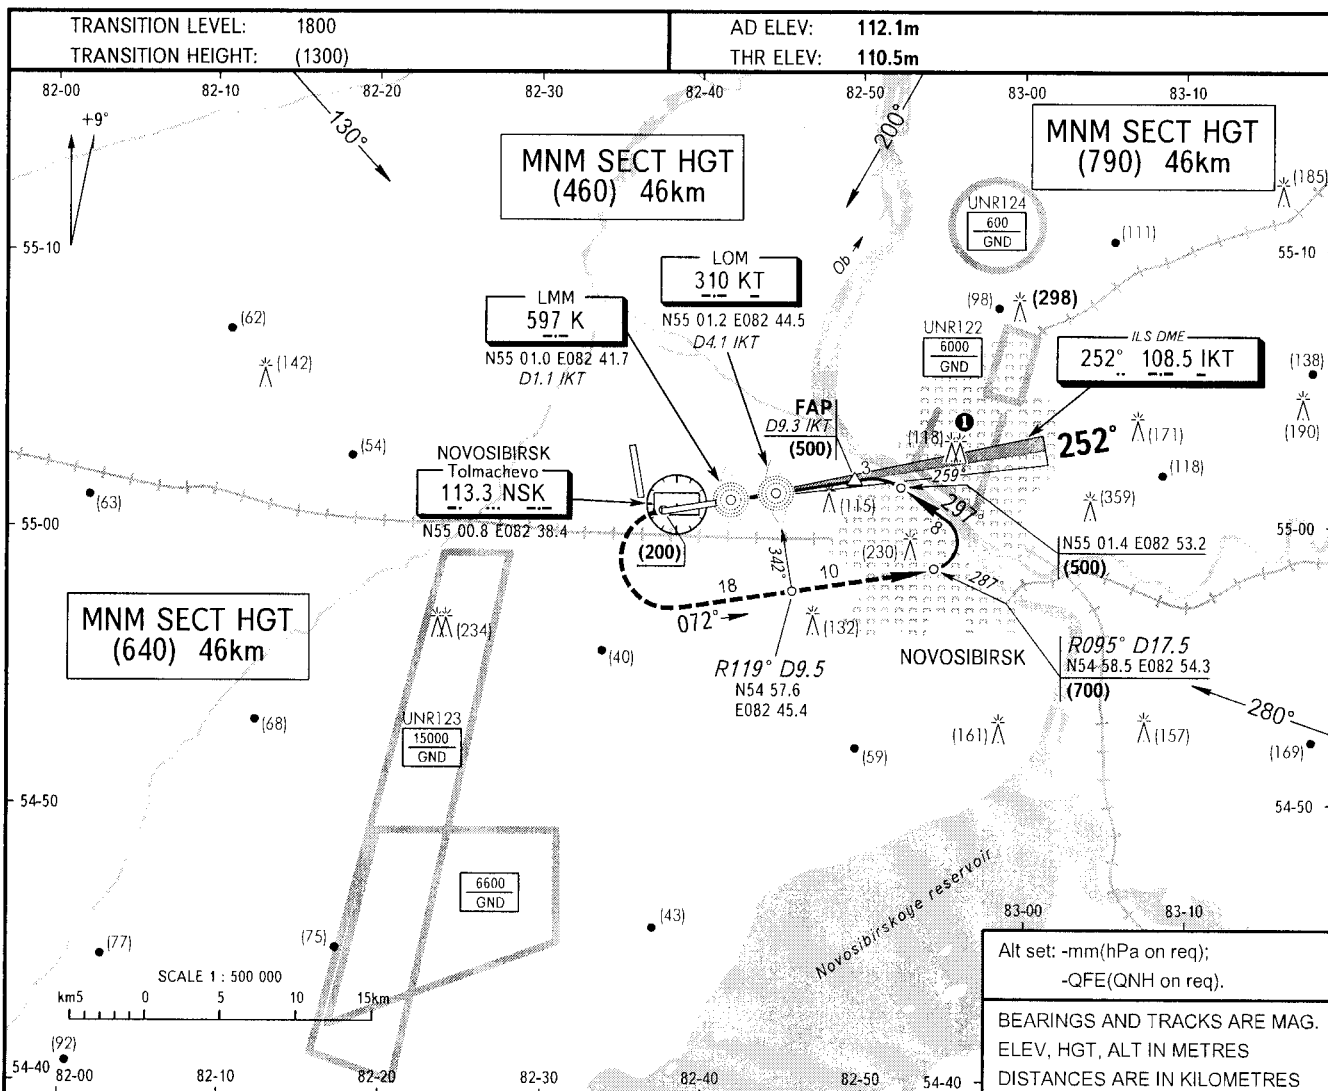 TRANSITION LEVEL: 1800
TRANSITION HEIGHT: (1300)
AD ELEV: 112.1m
THR ELEV: 110.5m
82-00 82-10 82-20 82-30 82-40 82-50 83-00 83-10
+9°
130°
200°
MNM SECT HGT
(460) 46km
MNM SECT HGT
(790) 46km
(185)
UNR124
600
GND
(111)
55-10
55-10
Ob
LOM
310 KT
N55 01.2 E082 44.5
D4.1 IKT
LMM
597 K
N55 01.0 E082 41.7
D1.1 IKT
(98)
(298)
UNR122
6000
GND
ILS DME
252° 108.5 IKT
(62)
(142)
(138)
(190)
FAP
D9.3 IKT
(500)
1
(118)
252°
(171)
(118)
(54)
3
259°
NOVOSIBIRSK
Tolmachevo
113.3 NSK
N55 00.8 E082 38.4
(63)
(115)
297°
(359)
55-00
55-00
(200)
342°
(230)
8
N55 01.4 E082 53.2
(500)
18
10
287°
072°
MNM SECT HGT
(640) 46km
(234)
(132)
(40)
R119° D9.5
N54 57.6
E082 45.4
NOVOSIBIRSK
R095° D17.5
N54 58.5 E082 54.3
(700)
280°
(68)
UNR123
15000
GND
(161)
(157)
(59)
(169)
54-50
54-50
6600
GND
Novosibirskoye reservoir
(43)
83-00
83-10
(77)
(75)
SCALE 1 : 500 000
km5 0 5 10 15km
Alt set: -mm(hPa on req);
-QFE(QNH on req).
BEARINGS AND TRACKS ARE MAG.
ELEV, HGT, ALT IN METRES
DISTANCES ARE IN KILOMETRES
(92)
54-40
82-00 82-10 82-20 82-30 82-40 82-50 54-40